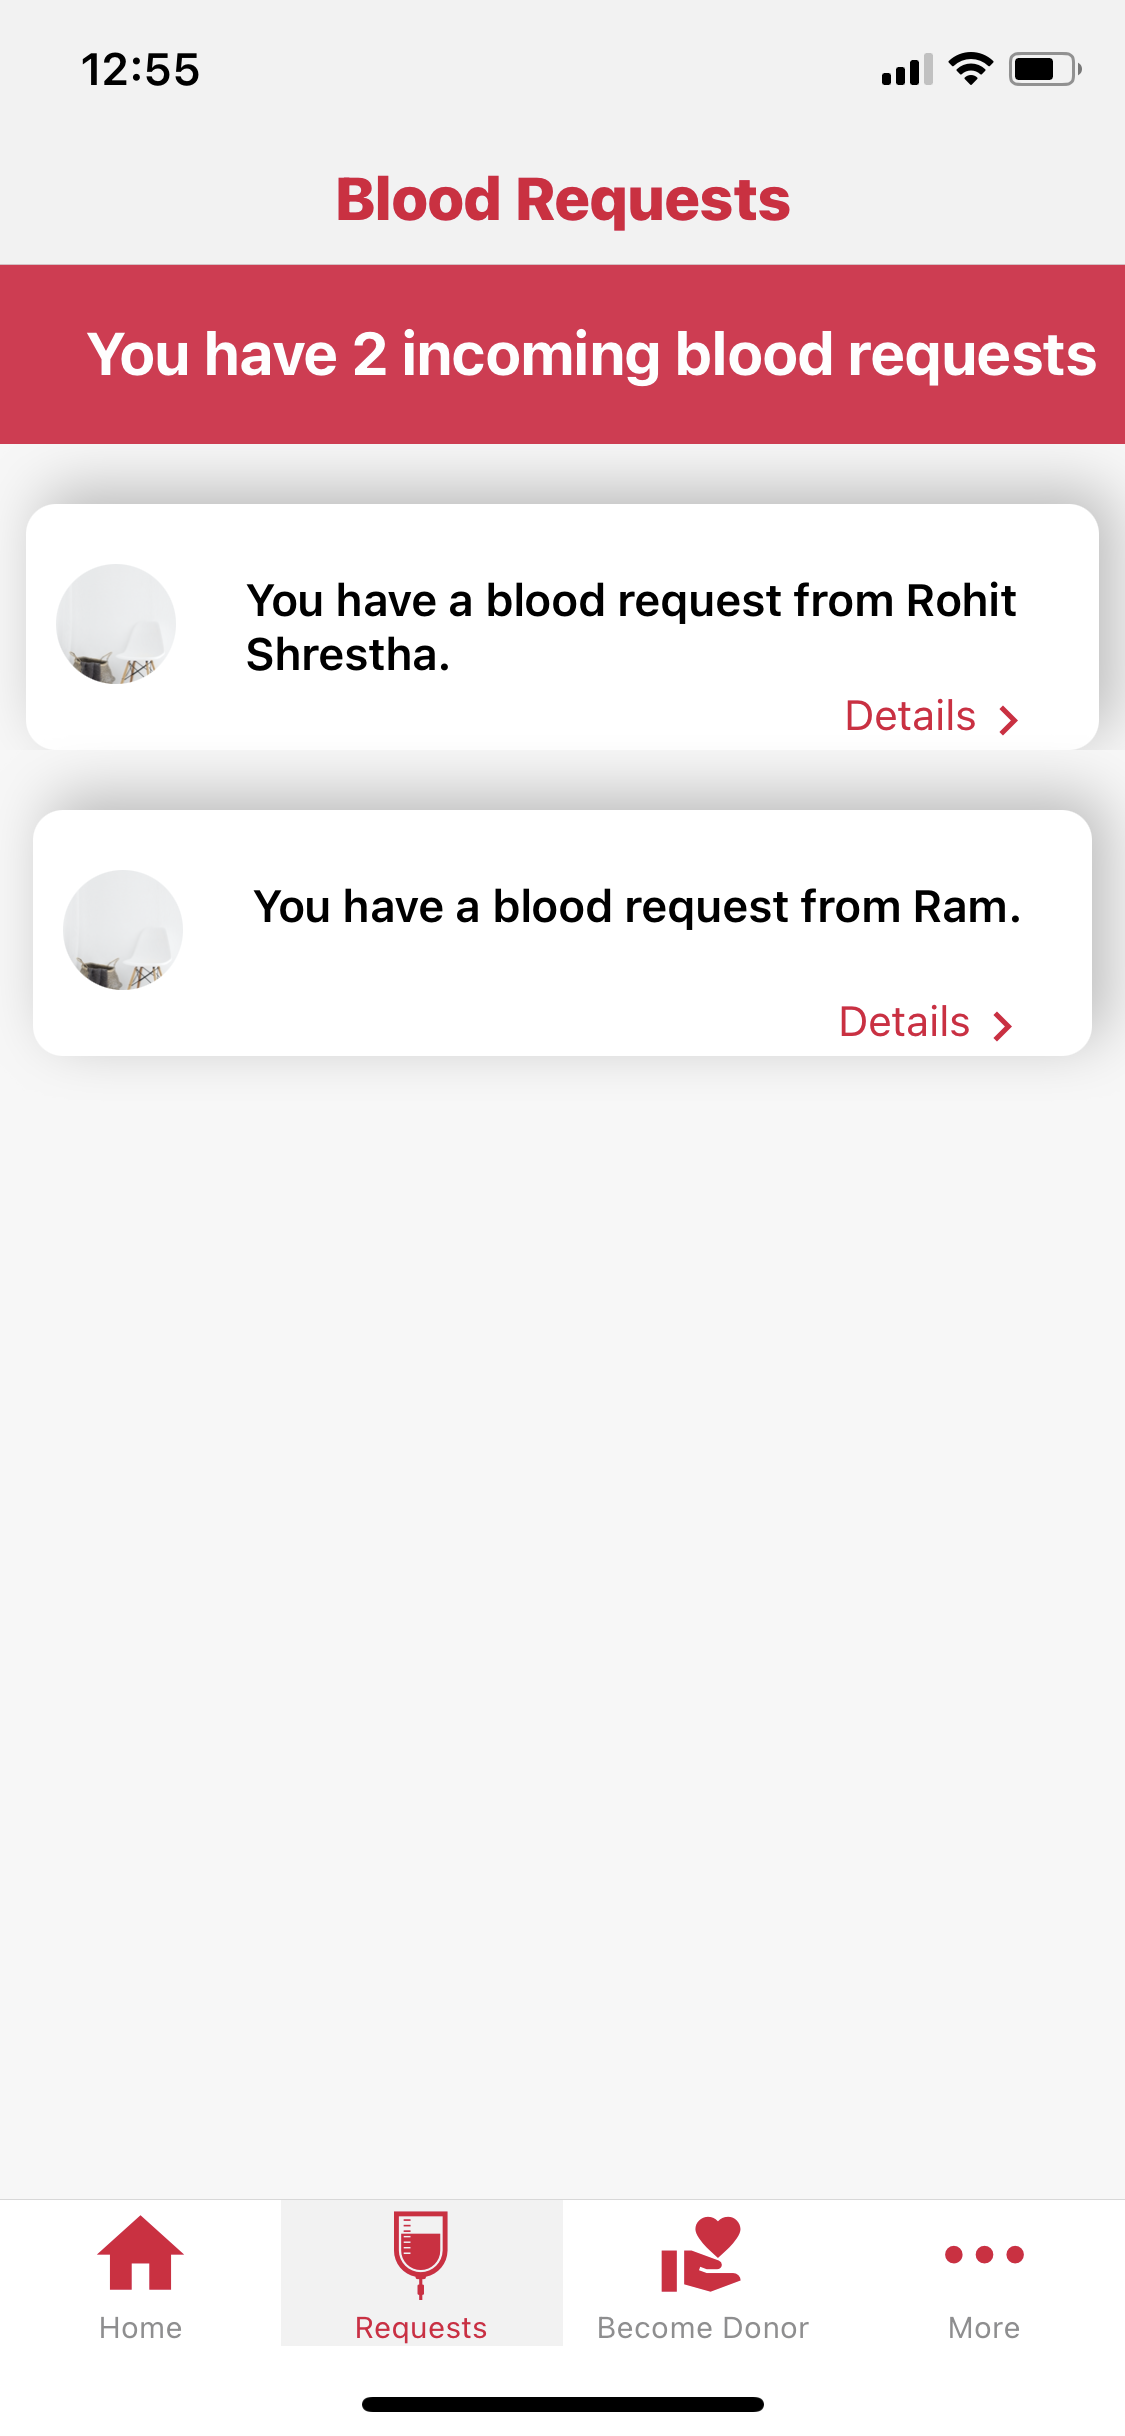 12:55
Blood Requests
You have 2 incoming blood requests
You have a blood request from Rohit
Shrestha.
Details
You have a blood request from Ram.
Details
Home
Requests
Become Donor
More